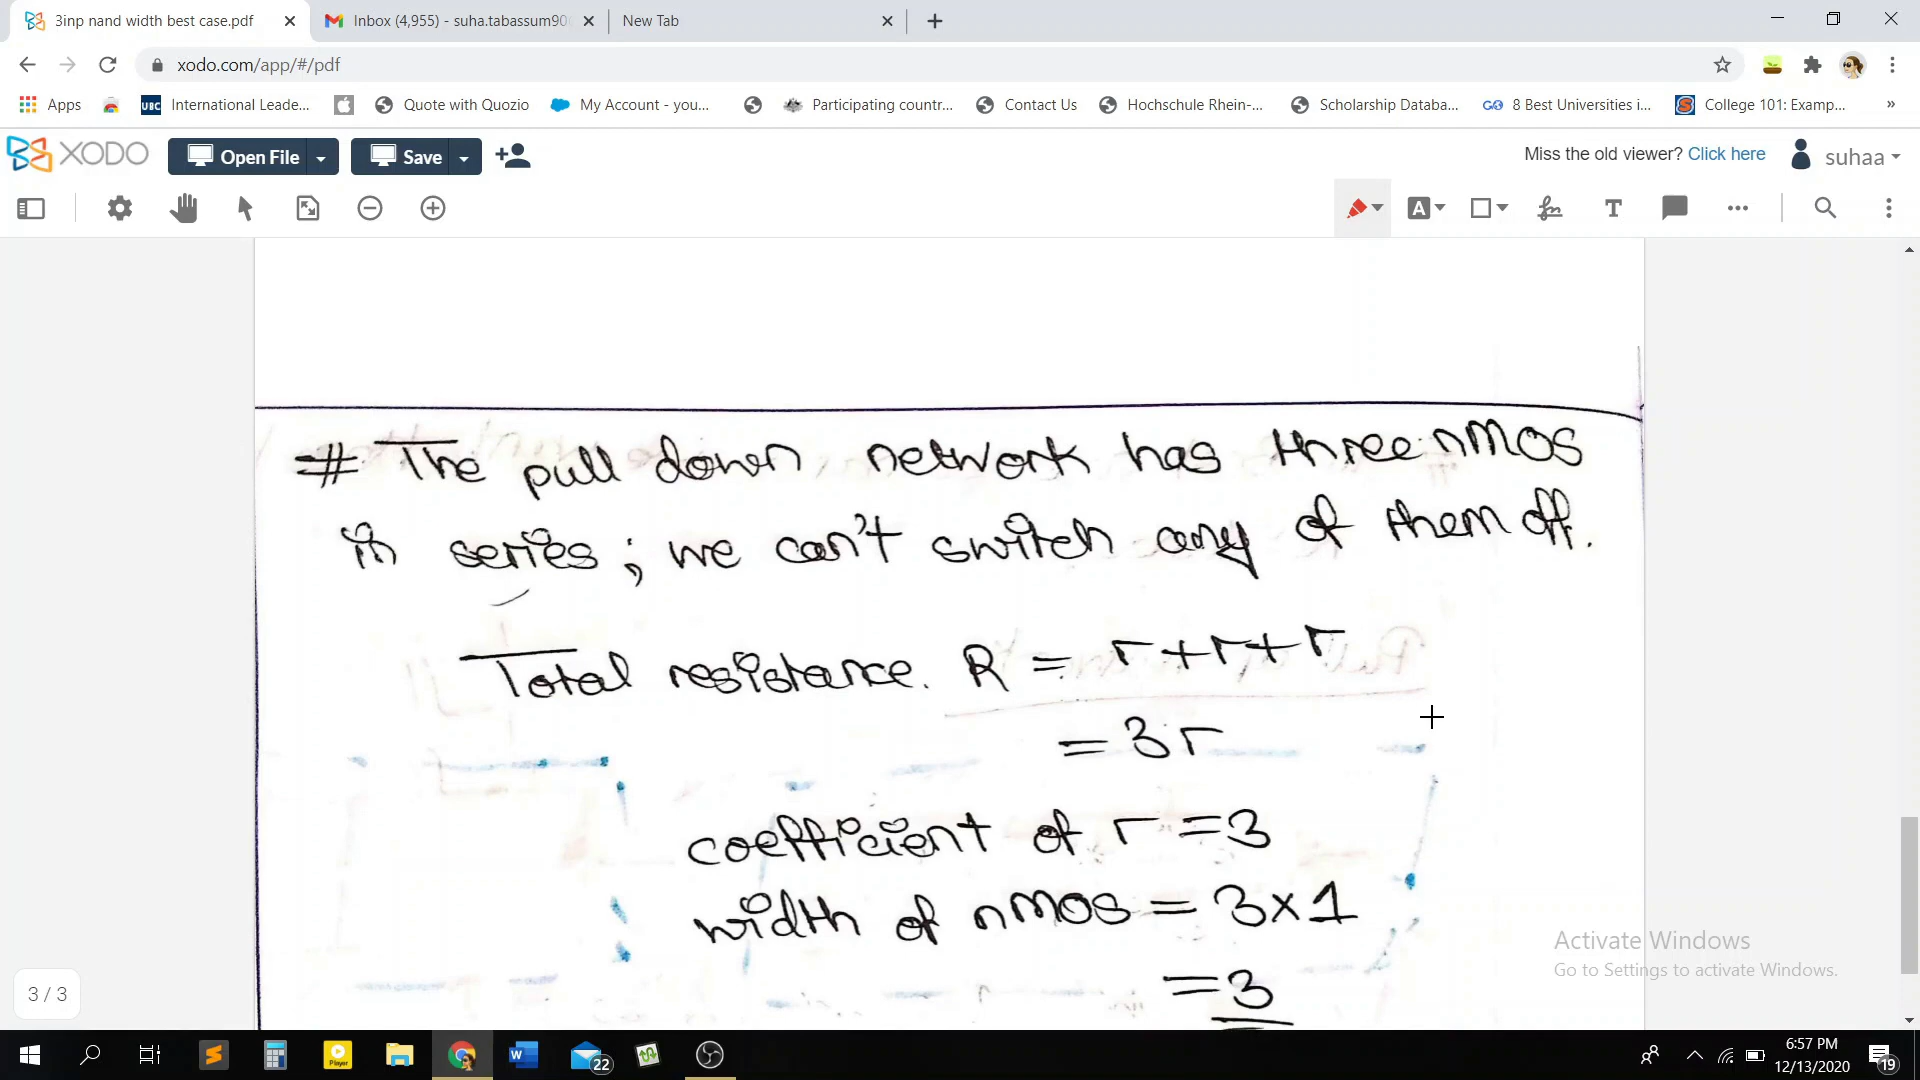 3inp nand width best case.pdf
Inbox (4,955) - suha.tabassum90
New Tab
xodo.com/app/#/pdf
Apps
UBC
International Leade...
Quote with Quozio
My Account - you...
Participating countr...
Contact Us
Hochschule Rhein-...
Scholarship Databa...
8 Best Universities i...
College 101: Examp...
»
XODO
Open File
Save
Miss the old viewer? Click here
suhaa
# The pull down network has three nMOS
in series; we can't switch any of them off.
Total resistance. R = r+r+r
= 3r
coefficient of r = 3
width of nMOS = 3×1
= 3
Activate Windows
Go to Settings to activate Windows.
3 / 3
22
6:57 PM
12/13/2020
19